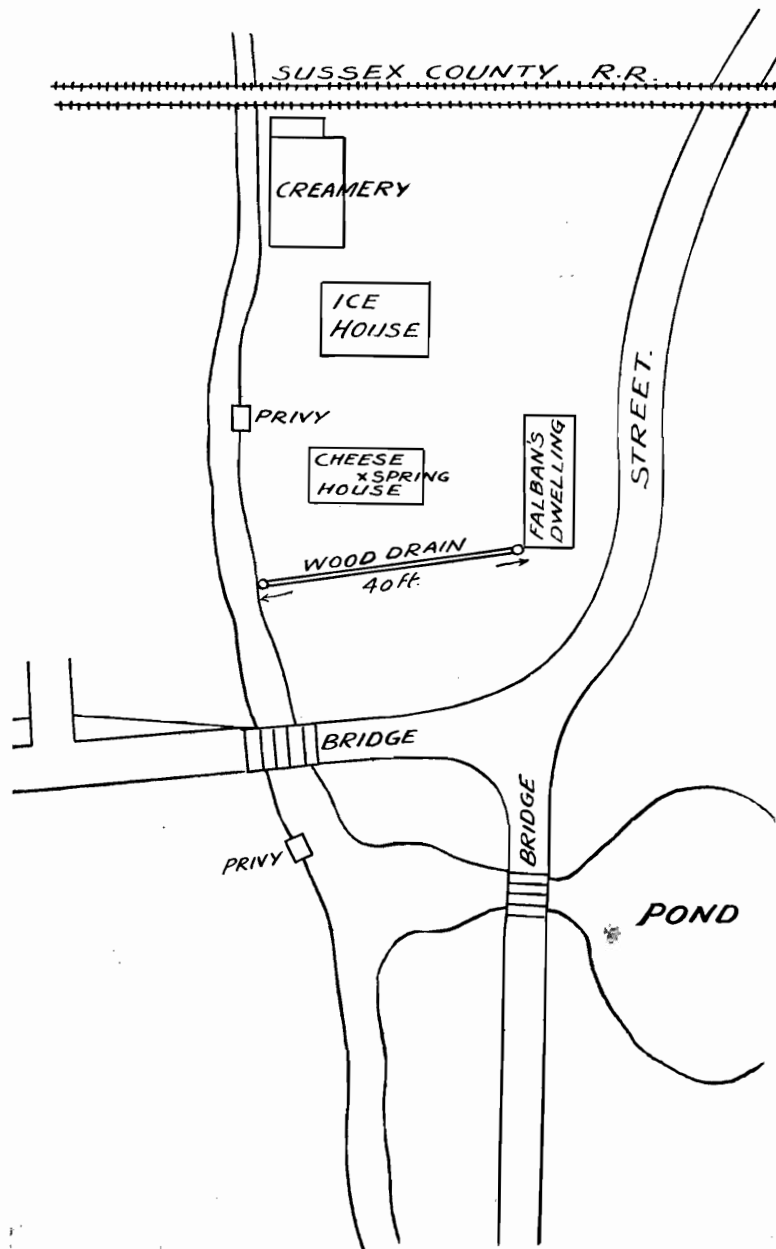 SUSSEX COUNTY R.R.
CREAMERY
ICE
HOUSE
STREET.
PRIVY
CHEESE
x SPRING
HOUSE
FALBAN'S
DWELLING
WOOD DRAIN
40 ft.
BRIDGE
BRIDGE
PRIVY
POND